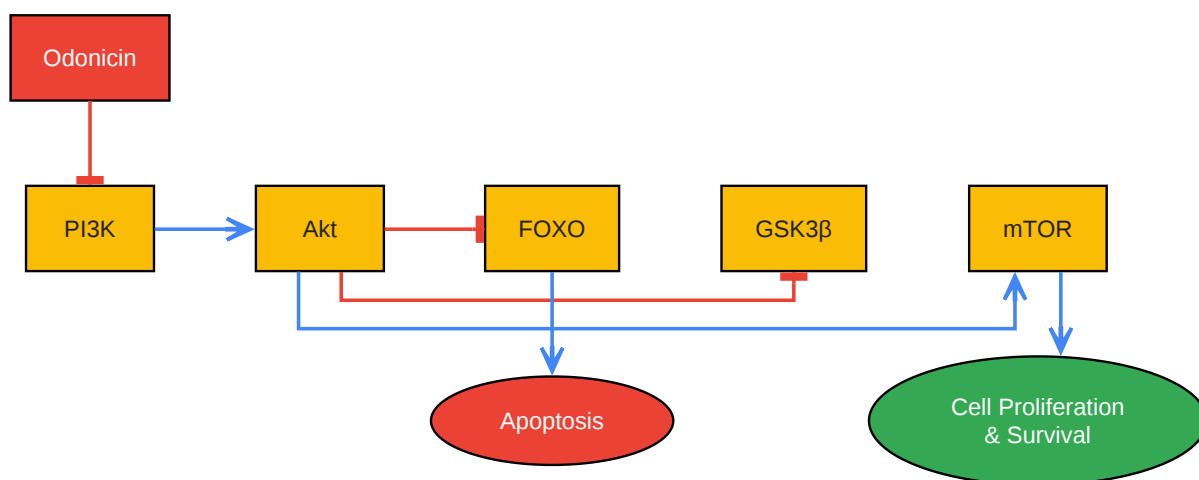 Odonicin
PI3K
Akt
FOXO
GSK3β
mTOR
Apoptosis
Cell Proliferation
& Survival